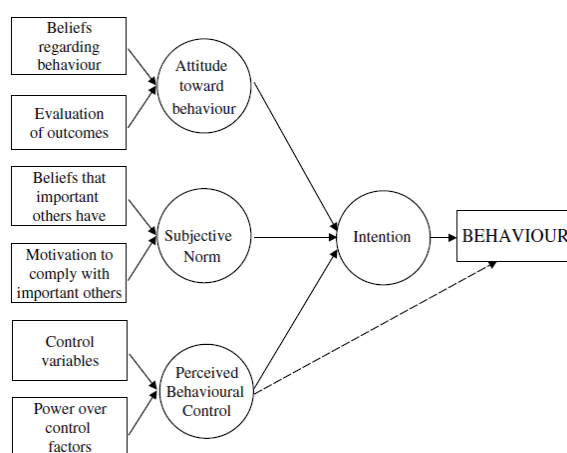 Beliefs
regarding
behaviour
Evaluation
of outcomes
Attitude
toward
behaviour
Beliefs that
important
others have
Motivation to
comply with
important others
Subjective
Norm
Control
variables
Power over
control
factors
Perceived
Behavioural
Control
Intention
BEHAVIOUR